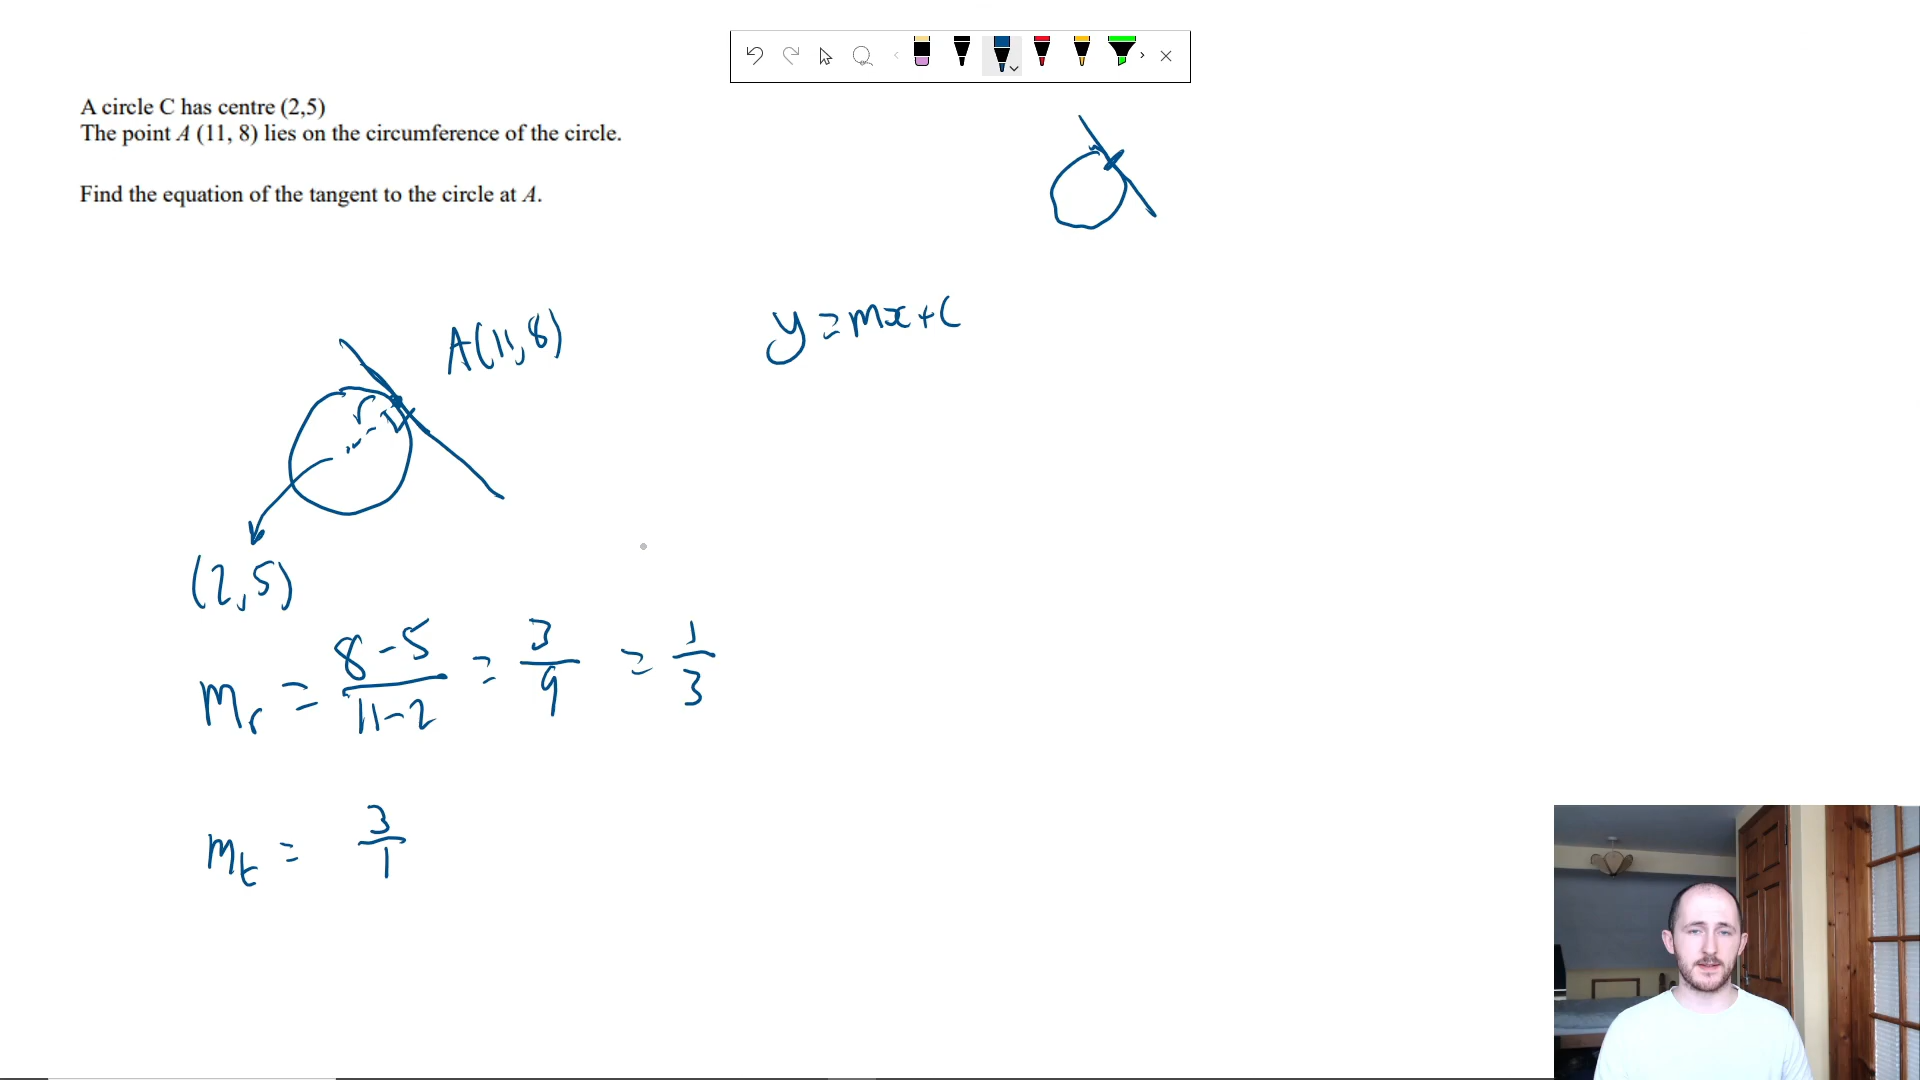 A circle C has centre (2,5)
The point A (11, 8) lies on the circumference of the circle.
Find the equation of the tangent to the circle at A.
A(11,8)
y=mx+c
(2,5)
r
mr = 8-5/11-2 = 3/9 = 1/3
mt = 3/1